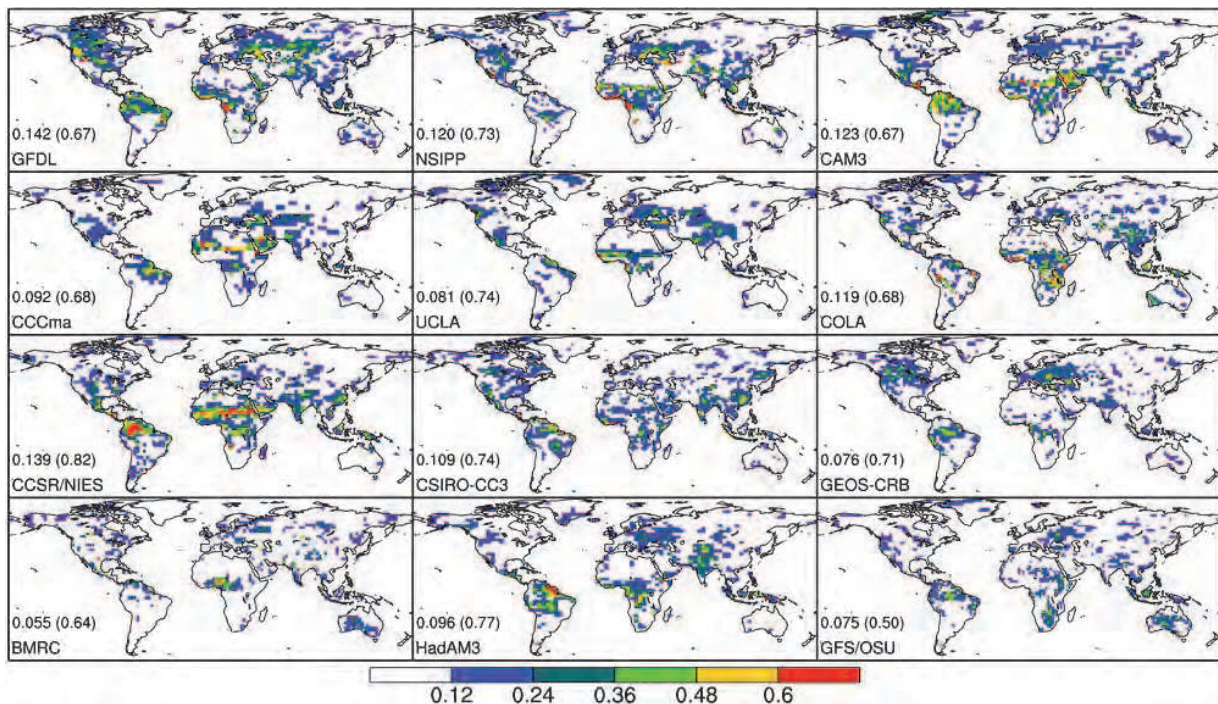 0.142 (0.67)
GFDL
0.120 (0.73)
NSIPP
0.123 (0.67)
CAM3
0.092 (0.68)
CCCma
0.081 (0.74)
UCLA
0.119 (0.68)
COLA
0.139 (0.82)
CCSR/NIES
0.109 (0.74)
CSIRO-CC3
0.076 (0.71)
GEOS-CRB
0.055 (0.64)
BMRC
0.096 (0.77)
HadAM3
0.075 (0.50)
GFS/OSU
0.12 0.24 0.36 0.48 0.6